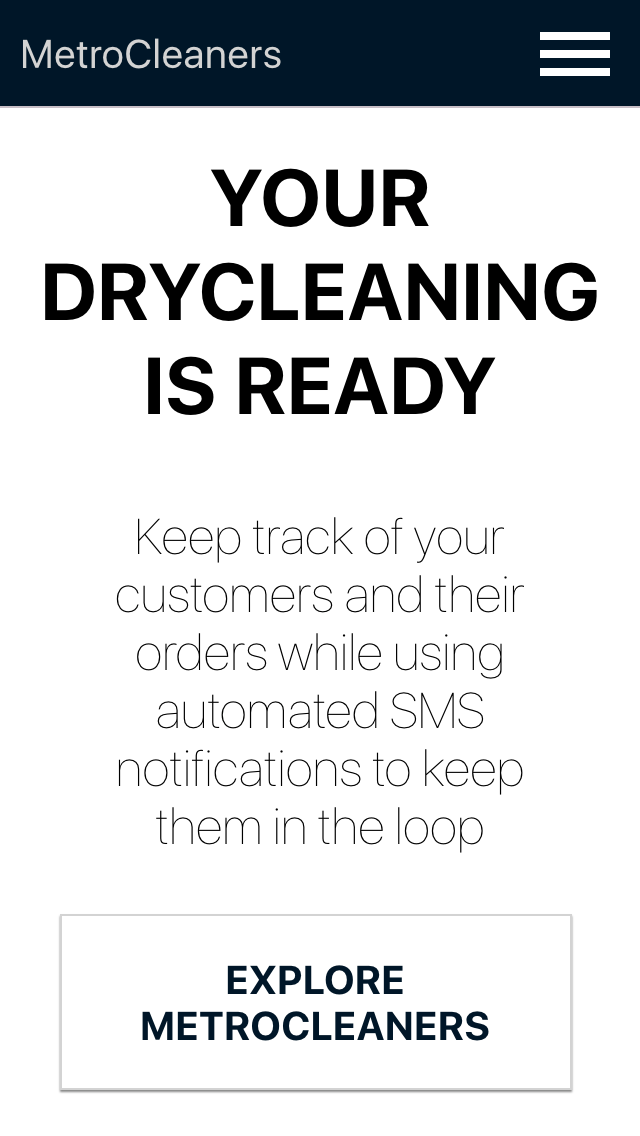 MetroCleaners
YOUR
DRYCLEANING
IS READY
Keep track of your
customers and their
orders while using
automated SMS
notifications to keep
them in the loop
EXPLORE
METROCLEANERS